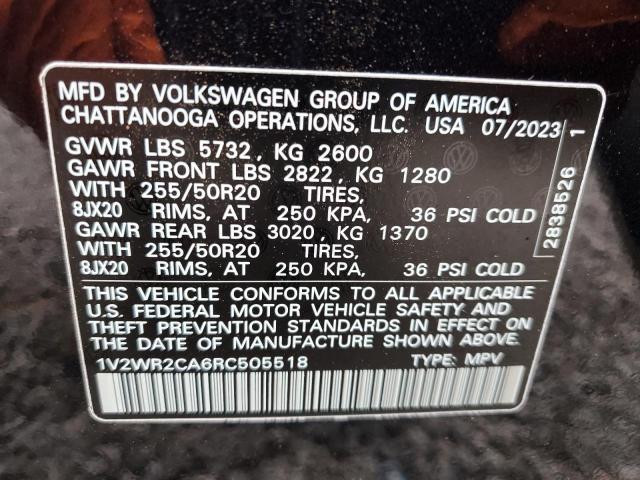 MFD BY VOLKSWAGEN GROUP OF AMERICA
CHATTANOOGA OPERATIONS, LLC. USA 07/2023
GVWR LBS 5732, KG 2600
GAWR FRONT LBS 2822, KG 1280
WITH 255/50R20 TIRES,
8JX20 RIMS, AT 250 KPA, 36 PSI COLD
GAWR REAR LBS 3020, KG 1370
WITH 255/50R20 TIRES,
8JX20 RIMS, AT 250 KPA, 36 PSI COLD
THIS VEHICLE CONFORMS TO ALL APPLICABLE
U.S. FEDERAL MOTOR VEHICLE SAFETY AND
THEFT PREVENTION STANDARDS IN EFFECT ON
THE DATE OF MANUFACTURE SHOWN ABOVE.
1V2WR2CA6RC505518 TYPE: MPV
2838526 1